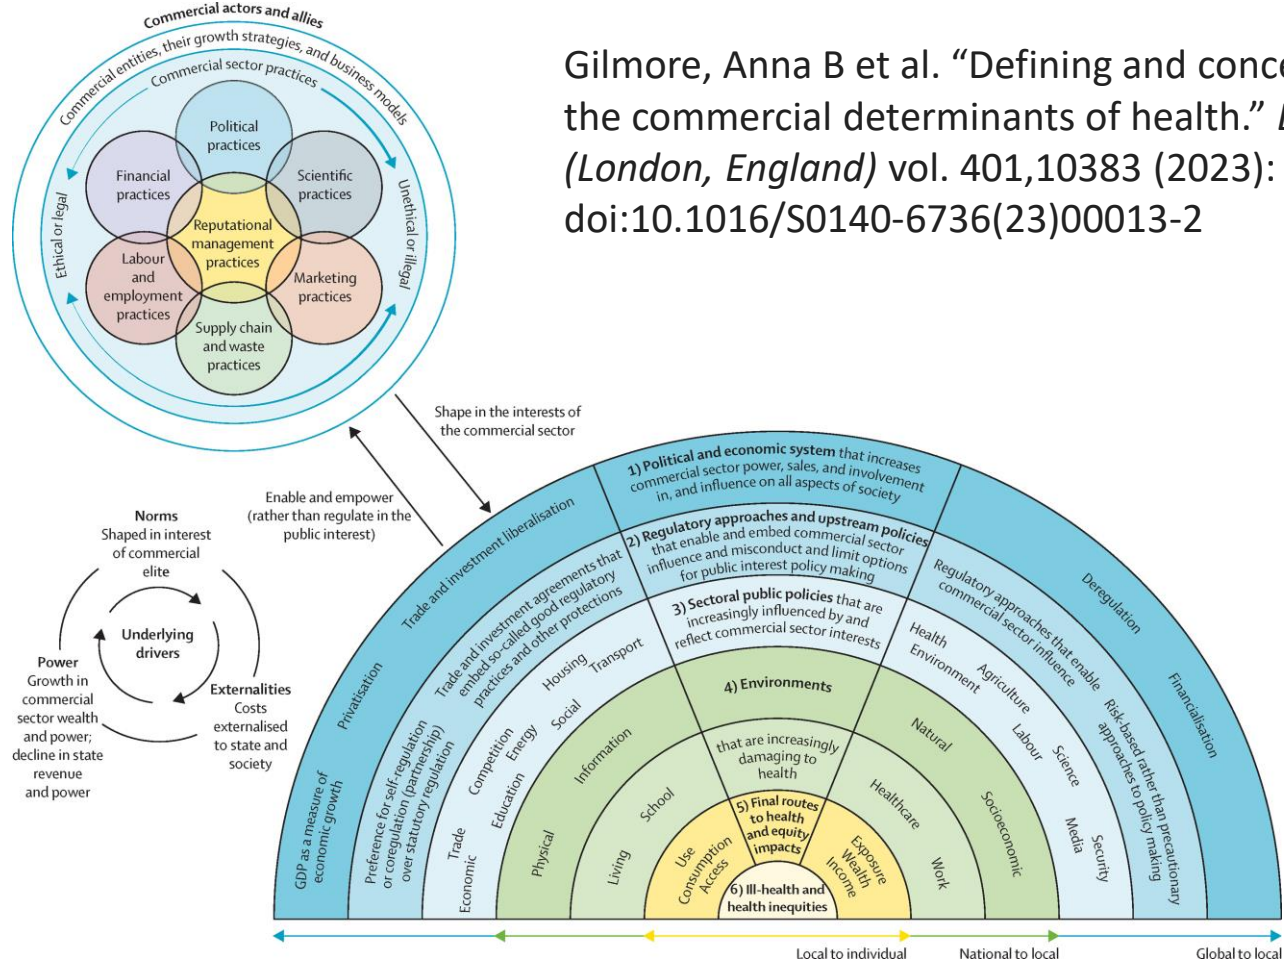 Commercial actors and allies
Commercial entities, their growth strategies, and business models
Commercial sector practices
Ethical or legal
Unethical or illegal
Political
practices
Financial
practices
Scientific
practices
Reputational
management
practices
Labour
and
employment
practices
Marketing
practices
Supply chain
and waste
practices
Gilmore, Anna B et al. “Defining and conce
the commercial determinants of health.”
(London, England) vol. 401,10383 (2023):
doi:10.1016/S0140-6736(23)00013-2
Shape in the interests of
the commercial sector
Enable and empower
(rather than regulate in the
public interest)
Norms
Shaped in interest
of commercial
elite
Underlying
drivers
Power
Growth in
commercial
sector wealth
and power;
decline in state
revenue
and power
Externalities
Costs
externalised
to state and
society
1) Political and economic system that increases
commercial sector power, sales, and involvement
in, and influence on all aspects of society
GDP as a measure of
economic growth
Privatisation
Trade and investment liberalisation
Deregulation
Financialisation
2) Regulatory approaches and upstream policies
that enable and embed commercial sector
influence and misconduct and limit options
for public interest policy making
Preference for self-regulation
or coregulation (partnership)
over statutory regulation
Trade and investment agreements that
embed so-called good regulatory
practices and other protections
Regulatory approaches that enable
commercial sector influence
Risk-based rather than precautionary
approaches to policy making
3) Sectoral public policies that are
increasingly influenced by and
reflect commercial sector interests
Economic
Trade
Education
Competition
Energy
Social
Housing
Transport
Health
Environment
Agriculture
Labour
Science
Media
Security
4) Environments
Physical
Information
Natural
Socioeconomic
that are increasingly
damaging to
health
Living
School
Healthcare
Work
5) Final routes
to health
and equity
impacts
Use
Consumption
Access
Exposure
Wealth
Income
6) Ill-health and
health inequities
Local to individual
National to local
Global to local